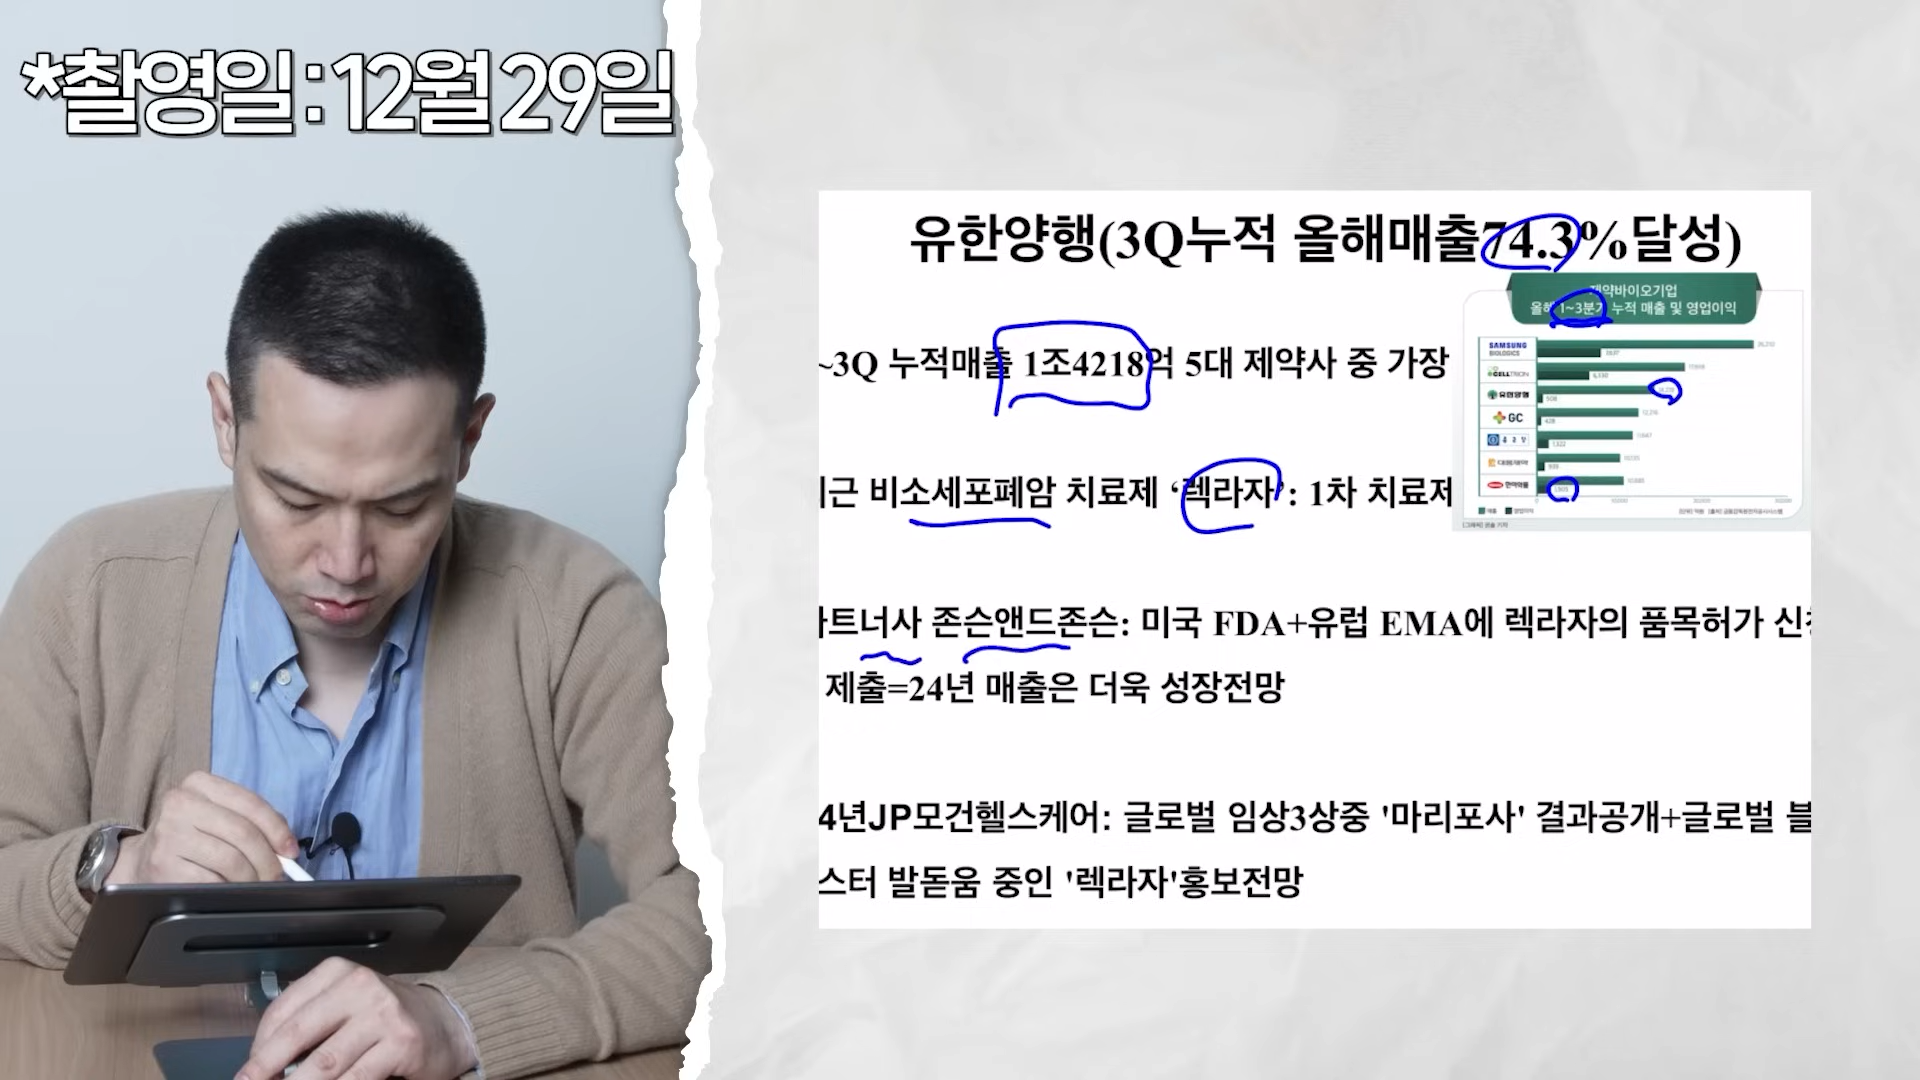 *촬영일:12월 29일
유한양행(3Q누적 올해매출74.3%달성)
제약바이오기업
올해 1~3분기 누적 매출 및 영업이익
~3Q 누적매출 1조4218억 5대 제약사 중 가장
SAMSUNG
BIOLOGICS
CELLTRION
유한양행
GC
근 비소세포폐암 치료제 ‘렉라자’: 1차 치료제
트너사 존슨앤드존슨: 미국 FDA+유럽 EMA에 렉라자의 품목허가 신
제출=24년 매출은 더욱 성장전망
4년JP모건헬스케어: 글로벌 임상3상중 '마리포사' 결과공개+글로벌 블
스터 발돋움 중인 '렉라자'홍보전망